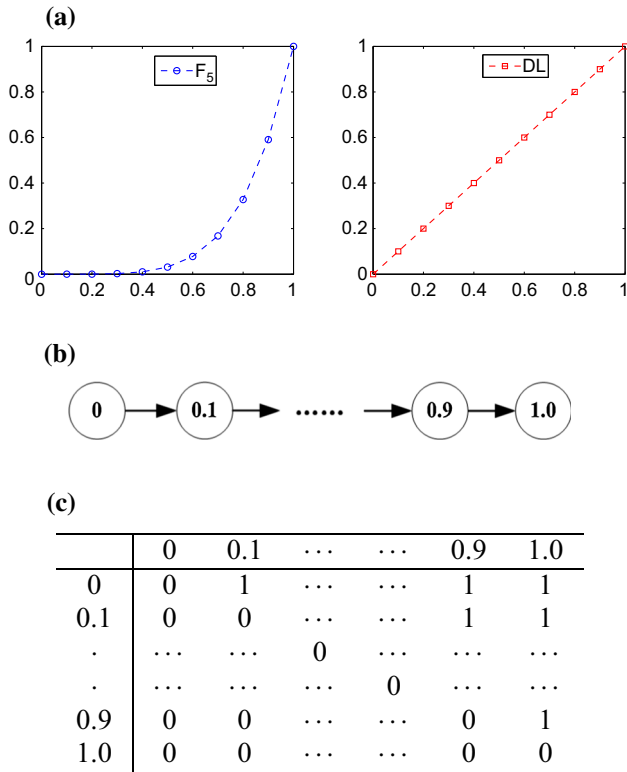 (a)
F5
1
0.8
0.6
0.4
0.2
0
0 0.2 0.4 0.6 0.8 1
DL
1
0.8
0.6
0.4
0.2
0
0 0.2 0.4 0.6 0.8 1
(b)
0 0.1 ...... 0.9 1.0
(c)
0 0.1 ⋯ ⋯ 0.9 1.0
0 0 1 ⋯ ⋯ 1 1
0.1 0 0 ⋯ ⋯ 1 1
. ⋯ ⋯ 0 ⋯ ⋯ ⋯
. ⋯ ⋯ ⋯ 0 ⋯ ⋯
0.9 0 0 ⋯ ⋯ 0 1
1.0 0 0 ⋯ ⋯ 0 0